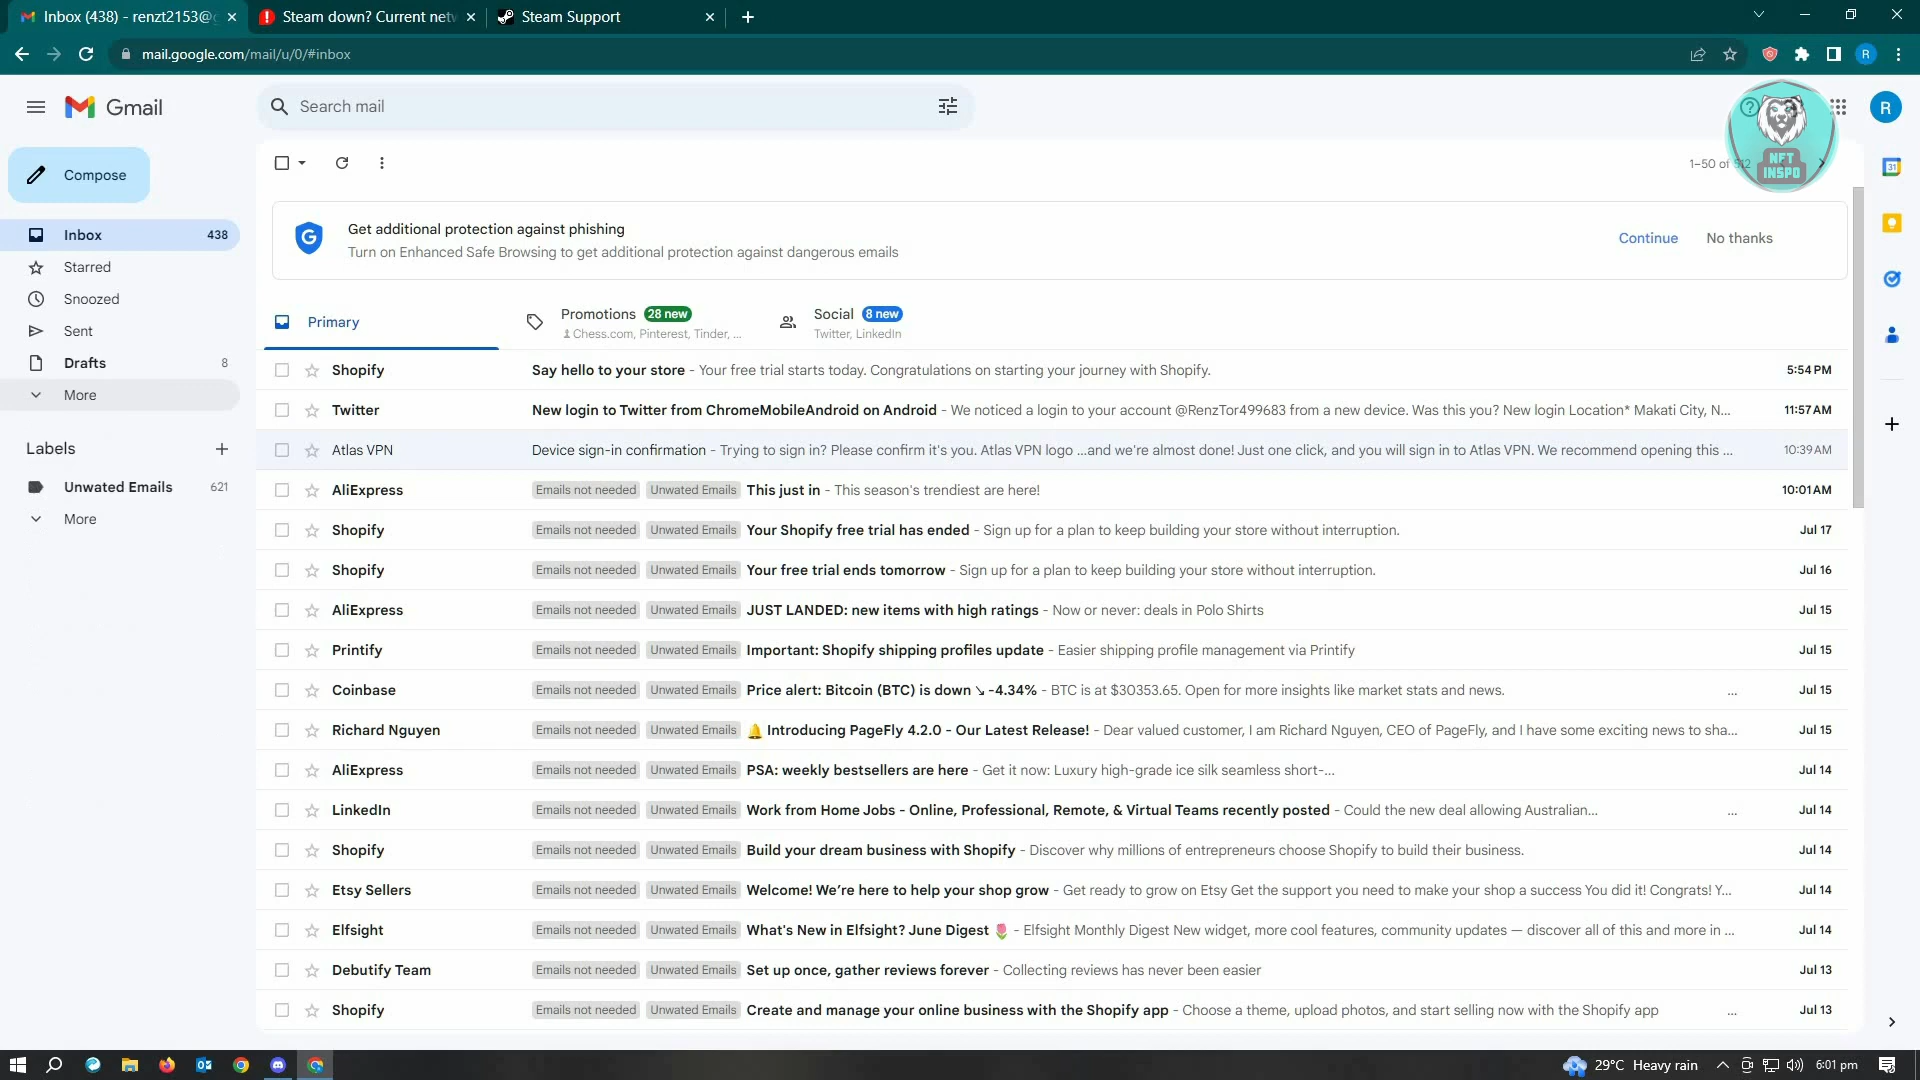 Inbox (438) - renzt2153@g
Steam down? Current netw
Steam Support
mail.google.com/mail/u/0/#inbox
R
Gmail
Search mail
R
NFT
INSPO
1–50 of
Compose
Get additional protection against phishing
Turn on Enhanced Safe Browsing to get additional protection against dangerous emails
Continue
No thanks
Inbox 438
Starred
Snoozed
Sent
Drafts 8
More
Labels
Unwated Emails 621
More
Primary
Promotions 28 new
Chess.com, Pinterest, Tinder, ...
Social 8 new
Twitter, LinkedIn
Shopify Say hello to your store - Your free trial starts today. Congratulations on starting your journey with Shopify. 5:54 PM
Twitter New login to Twitter from ChromeMobileAndroid on Android - We noticed a login to your account @RenzTor499683 from a new device. Was this you? New login Location* Makati City, N... 11:57 AM
Atlas VPN Device sign-in confirmation - Trying to sign in? Please confirm it's you. Atlas VPN logo ...and we're almost done! Just one click, and you will sign in to Atlas VPN. We recommend opening this ... 10:39 AM
AliExpress Emails not needed Unwated Emails This just in - This season's trendiest are here! 10:01 AM
Shopify Emails not needed Unwated Emails Your Shopify free trial has ended - Sign up for a plan to keep building your store without interruption. Jul 17
Shopify Emails not needed Unwated Emails Your free trial ends tomorrow - Sign up for a plan to keep building your store without interruption. Jul 16
AliExpress Emails not needed Unwated Emails JUST LANDED: new items with high ratings - Now or never: deals in Polo Shirts Jul 15
Printify Emails not needed Unwated Emails Important: Shopify shipping profiles update - Easier shipping profile management via Printify Jul 15
Coinbase Emails not needed Unwated Emails Price alert: Bitcoin (BTC) is down ↘ -4.34% - BTC is at $30353.65. Open for more insights like market stats and news. ... Jul 15
Richard Nguyen Emails not needed Unwated Emails 🔔 Introducing PageFly 4.2.0 - Our Latest Release! - Dear valued customer, I am Richard Nguyen, CEO of PageFly, and I have some exciting news to sha... Jul 15
AliExpress Emails not needed Unwated Emails PSA: weekly bestsellers are here - Get it now: Luxury high-grade ice silk seamless short-... Jul 14
LinkedIn Emails not needed Unwated Emails Work from Home Jobs - Online, Professional, Remote, & Virtual Teams recently posted - Could the new deal allowing Australian... ... Jul 14
Shopify Emails not needed Unwated Emails Build your dream business with Shopify - Discover why millions of entrepreneurs choose Shopify to build their business. Jul 14
Etsy Sellers Emails not needed Unwated Emails Welcome! We're here to help your shop grow - Get ready to grow on Etsy Get the support you need to make your shop a success You did it! Congrats! Y... Jul 14
Elfsight Emails not needed Unwated Emails What's New in Elfsight? June Digest 🌷 - Elfsight Monthly Digest New widget, more cool features, community updates — discover all of this and more in ... Jul 14
Debutify Team Emails not needed Unwated Emails Set up once, gather reviews forever - Collecting reviews has never been easier Jul 13
Shopify Emails not needed Unwated Emails Create and manage your online business with the Shopify app - Choose a theme, upload photos, and start selling now with the Shopify app ... Jul 13
29°C Heavy rain
6:01 pm